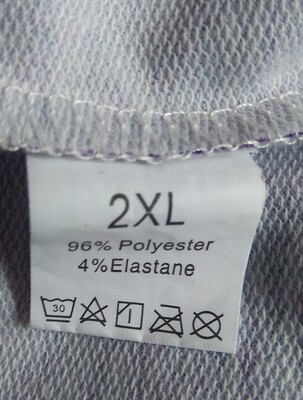 2XL
96% Polyester
4%Elastane
30